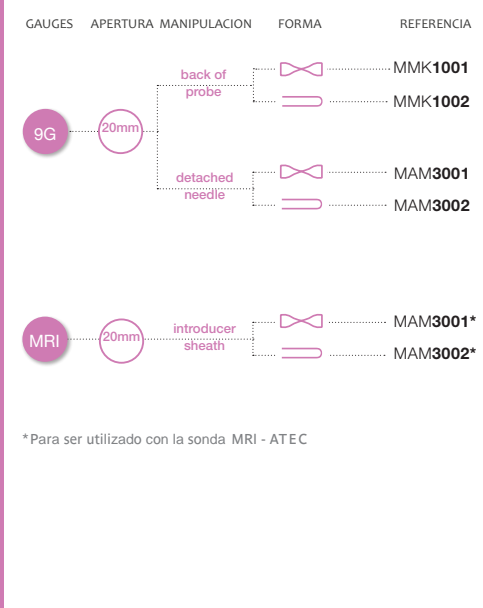 GAUGES APERTURA MANIPULACION FORMA REFERENCIA
back of
probe
MMK1001
MMK1002
9G
20mm
detached
needle
MAM3001
MAM3002
MRI
20mm
introducer
sheath
MAM3001*
MAM3002*
*Para ser utilizado con la sonda MRI - ATEC